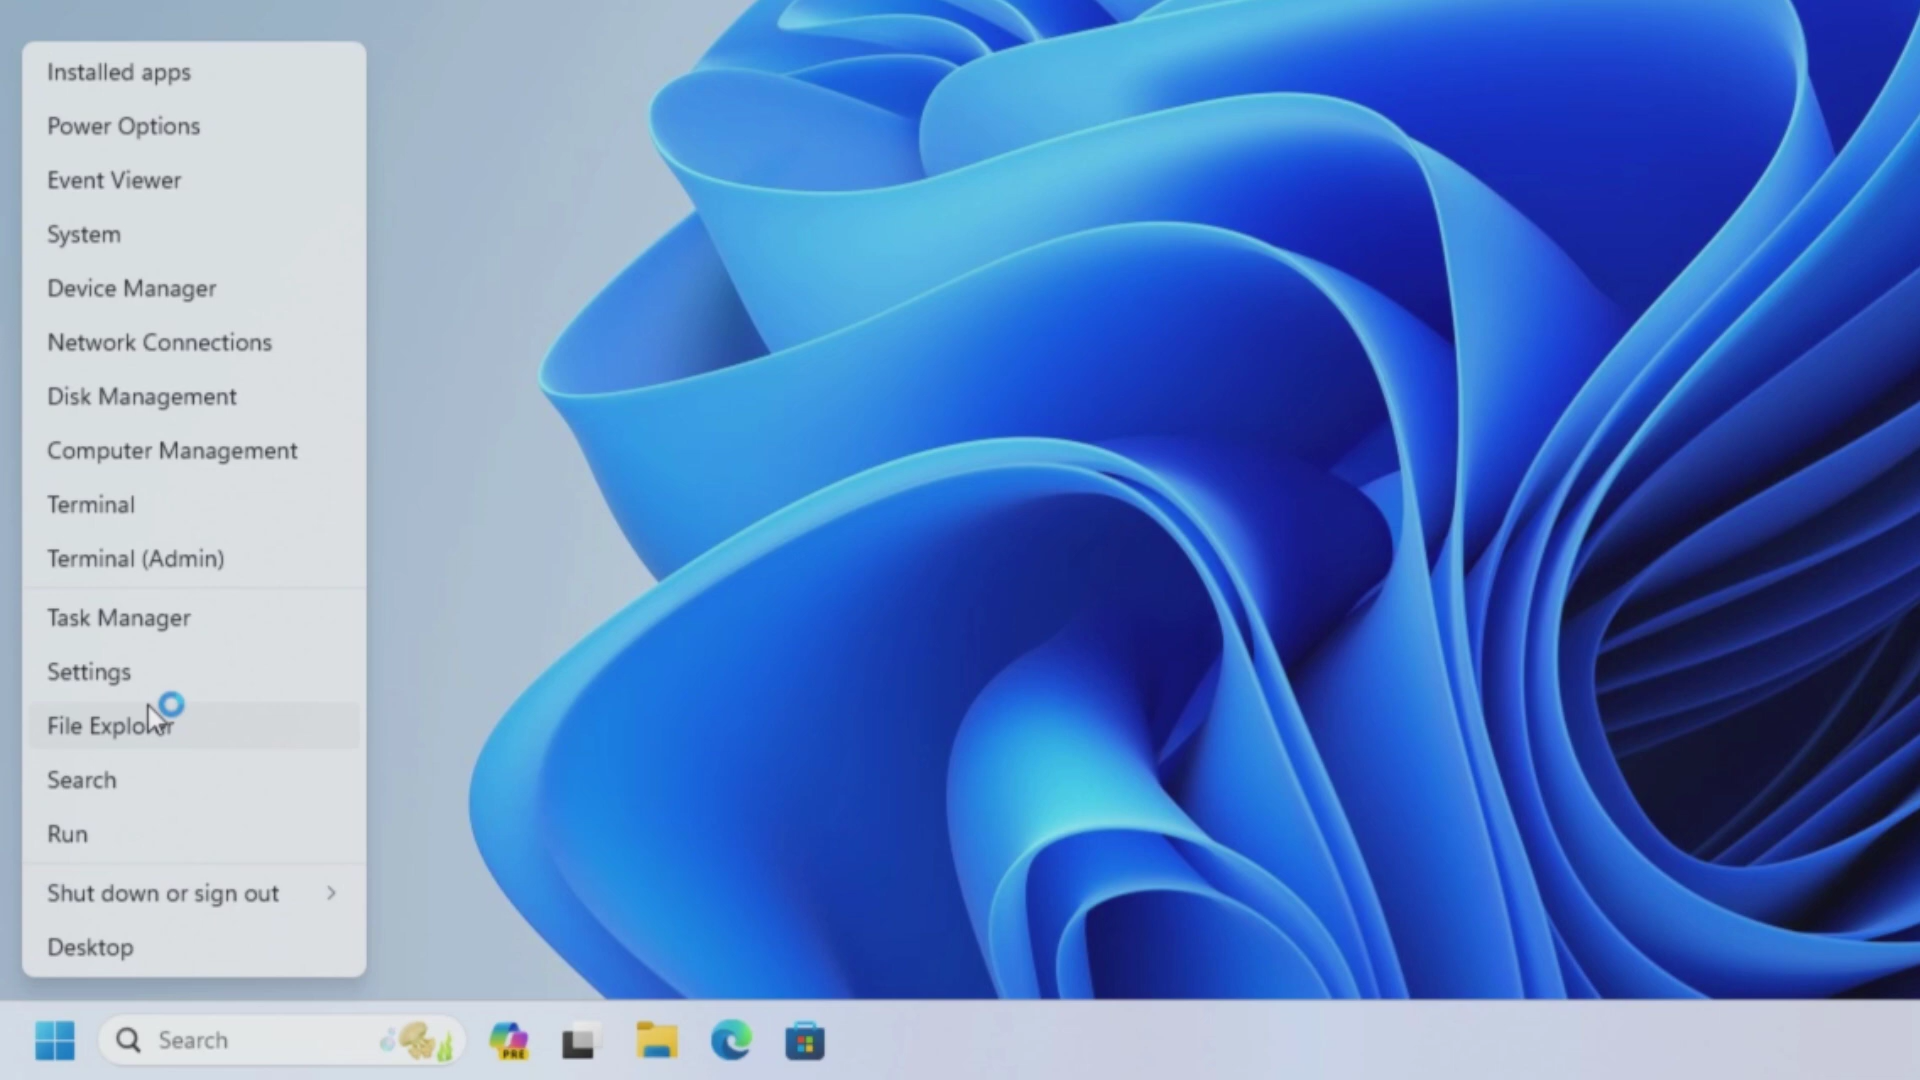 Installed apps
Power Options
Event Viewer
System
Device Manager
Network Connections
Disk Management
Computer Management
Terminal
Terminal (Admin)
Task Manager
Settings
File Explorer
Search
Run
Shut down or sign out
Desktop
Search
PRE